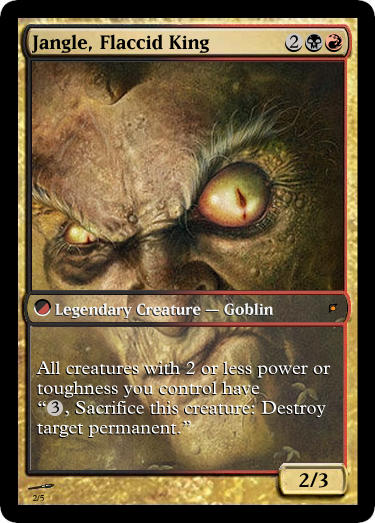 Jangle, Flaccid King 2
Legendary Creature — Goblin
All creatures with 2 or less power or
toughness you control have
“3, Sacrifice this creature: Destroy
target permanent.”
2/3
2/5